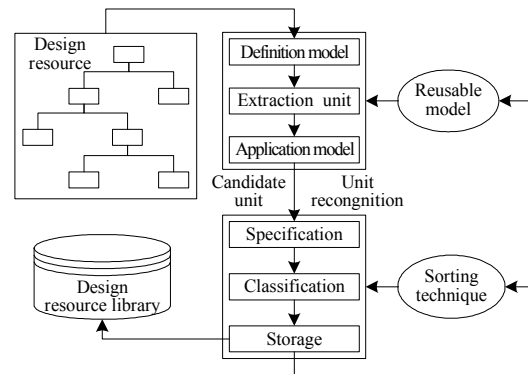 Design
resource
Definition model
Extraction unit
Application model
Reusable
model
Candidate
unit
Unit
recongnition
Specification
Classification
Storage
Sorting
technique
Design
resource library